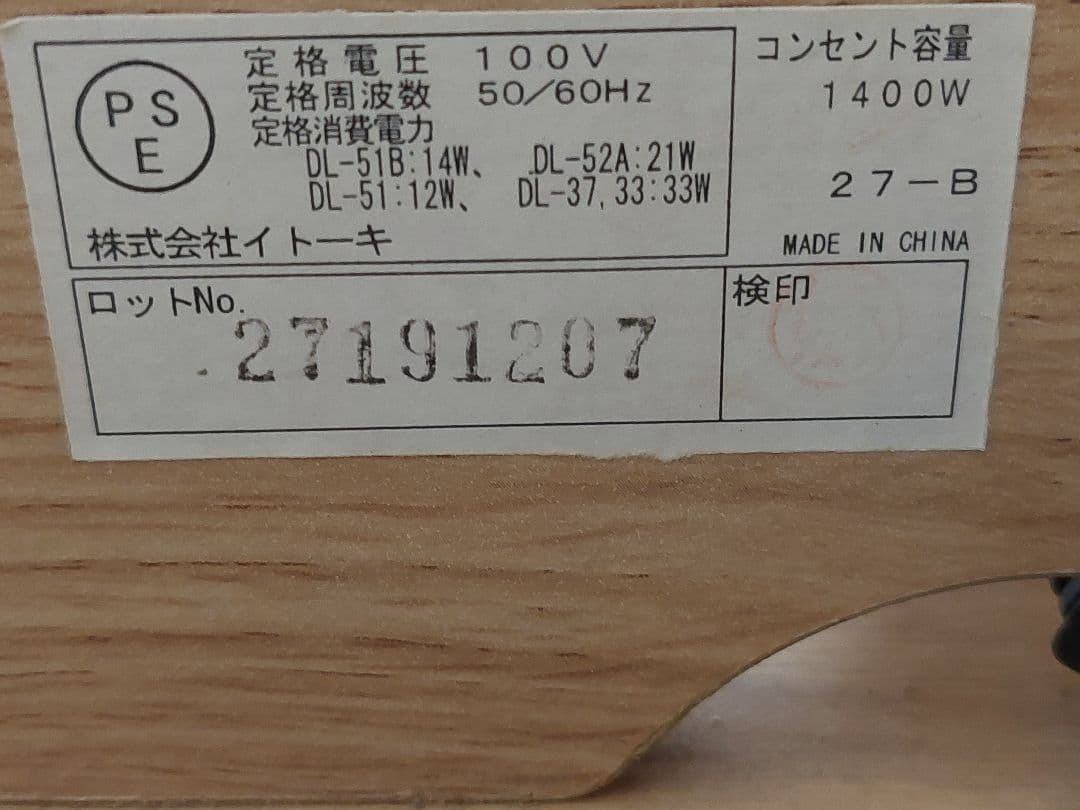 PSE
定格電圧 100V
定格周波数 50/60Hz
定格消費電力
DL-51B:14W、 DL-52A:21W
DL-51:12W、 DL-37,33:33W
株式会社イトーキ
コンセント容量
1400W
27-B
MADE IN CHINA
ロットNo.
27191207
検印